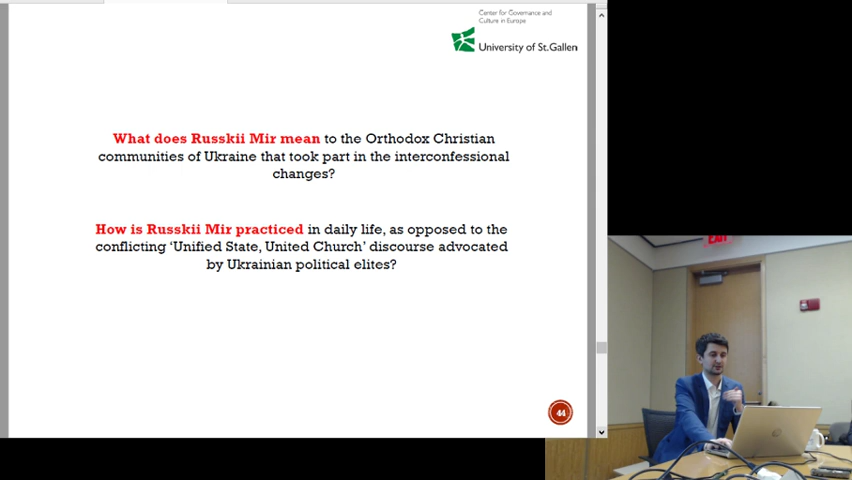 Center for Governance and
Culture in Europe
University of St.Gallen
What does Russkii Mir mean to the Orthodox Christian
communities of Ukraine that took part in the interconfessional
changes?
How is Russkii Mir practiced in daily life, as opposed to the
conflicting ‘Unified State, United Church’ discourse advocated
by Ukrainian political elites?
44
EXIT